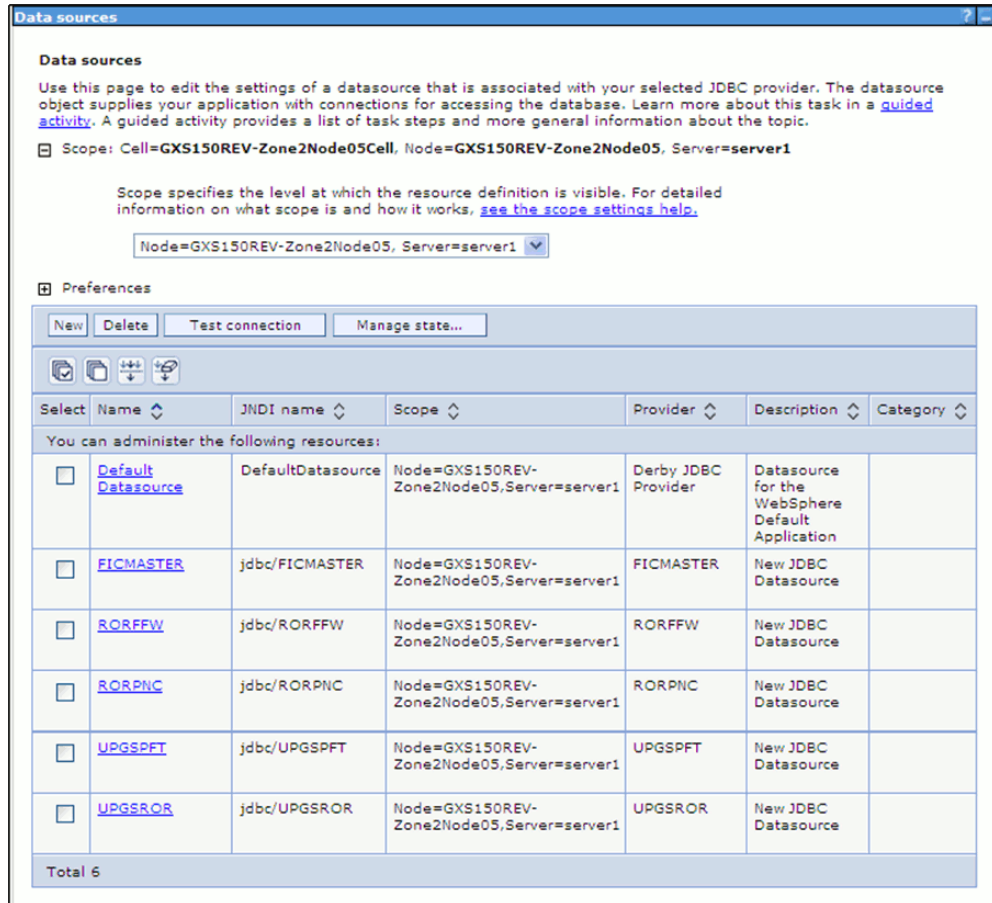 Data sources
?
Data sources
Use this page to edit the settings of a datasource that is associated with your selected JDBC provider. The datasource
object supplies your application with connections for accessing the database. Learn more about this task in a guided
activity. A guided activity provides a list of task steps and more general information about the topic.
Scope: Cell=GXS150REV-Zone2Node05Cell, Node=GXS150REV-Zone2Node05, Server=server1
Scope specifies the level at which the resource definition is visible. For detailed
information on what scope is and how it works, see the scope settings help.
Node=GXS150REV-Zone2Node05, Server=server1
Preferences
New Delete Test connection Manage state...
Select Name JNDI name Scope Provider Description Category
You can administer the following resources:
Default DefaultDatasource Node=GXS150REV- Derby JDBC Datasource
Datasource Zone2Node05,Server=server1 Provider for the
WebSphere
Default
Application
FICMASTER jdbc/FICMASTER Node=GXS150REV- FICMASTER New JDBC
Zone2Node05,Server=server1 Datasource
RORFFW jdbc/RORFFW Node=GXS150REV- RORFFW New JDBC
Zone2Node05,Server=server1 Datasource
RORPNC jdbc/RORPNC Node=GXS150REV- RORPNC New JDBC
Zone2Node05,Server=server1 Datasource
UPGSPFT jdbc/UPGSPFT Node=GXS150REV- UPGSPFT New JDBC
Zone2Node05,Server=server1 Datasource
UPGSROR jdbc/UPGSROR Node=GXS150REV- UPGSROR New JDBC
Zone2Node05,Server=server1 Datasource
Total 6